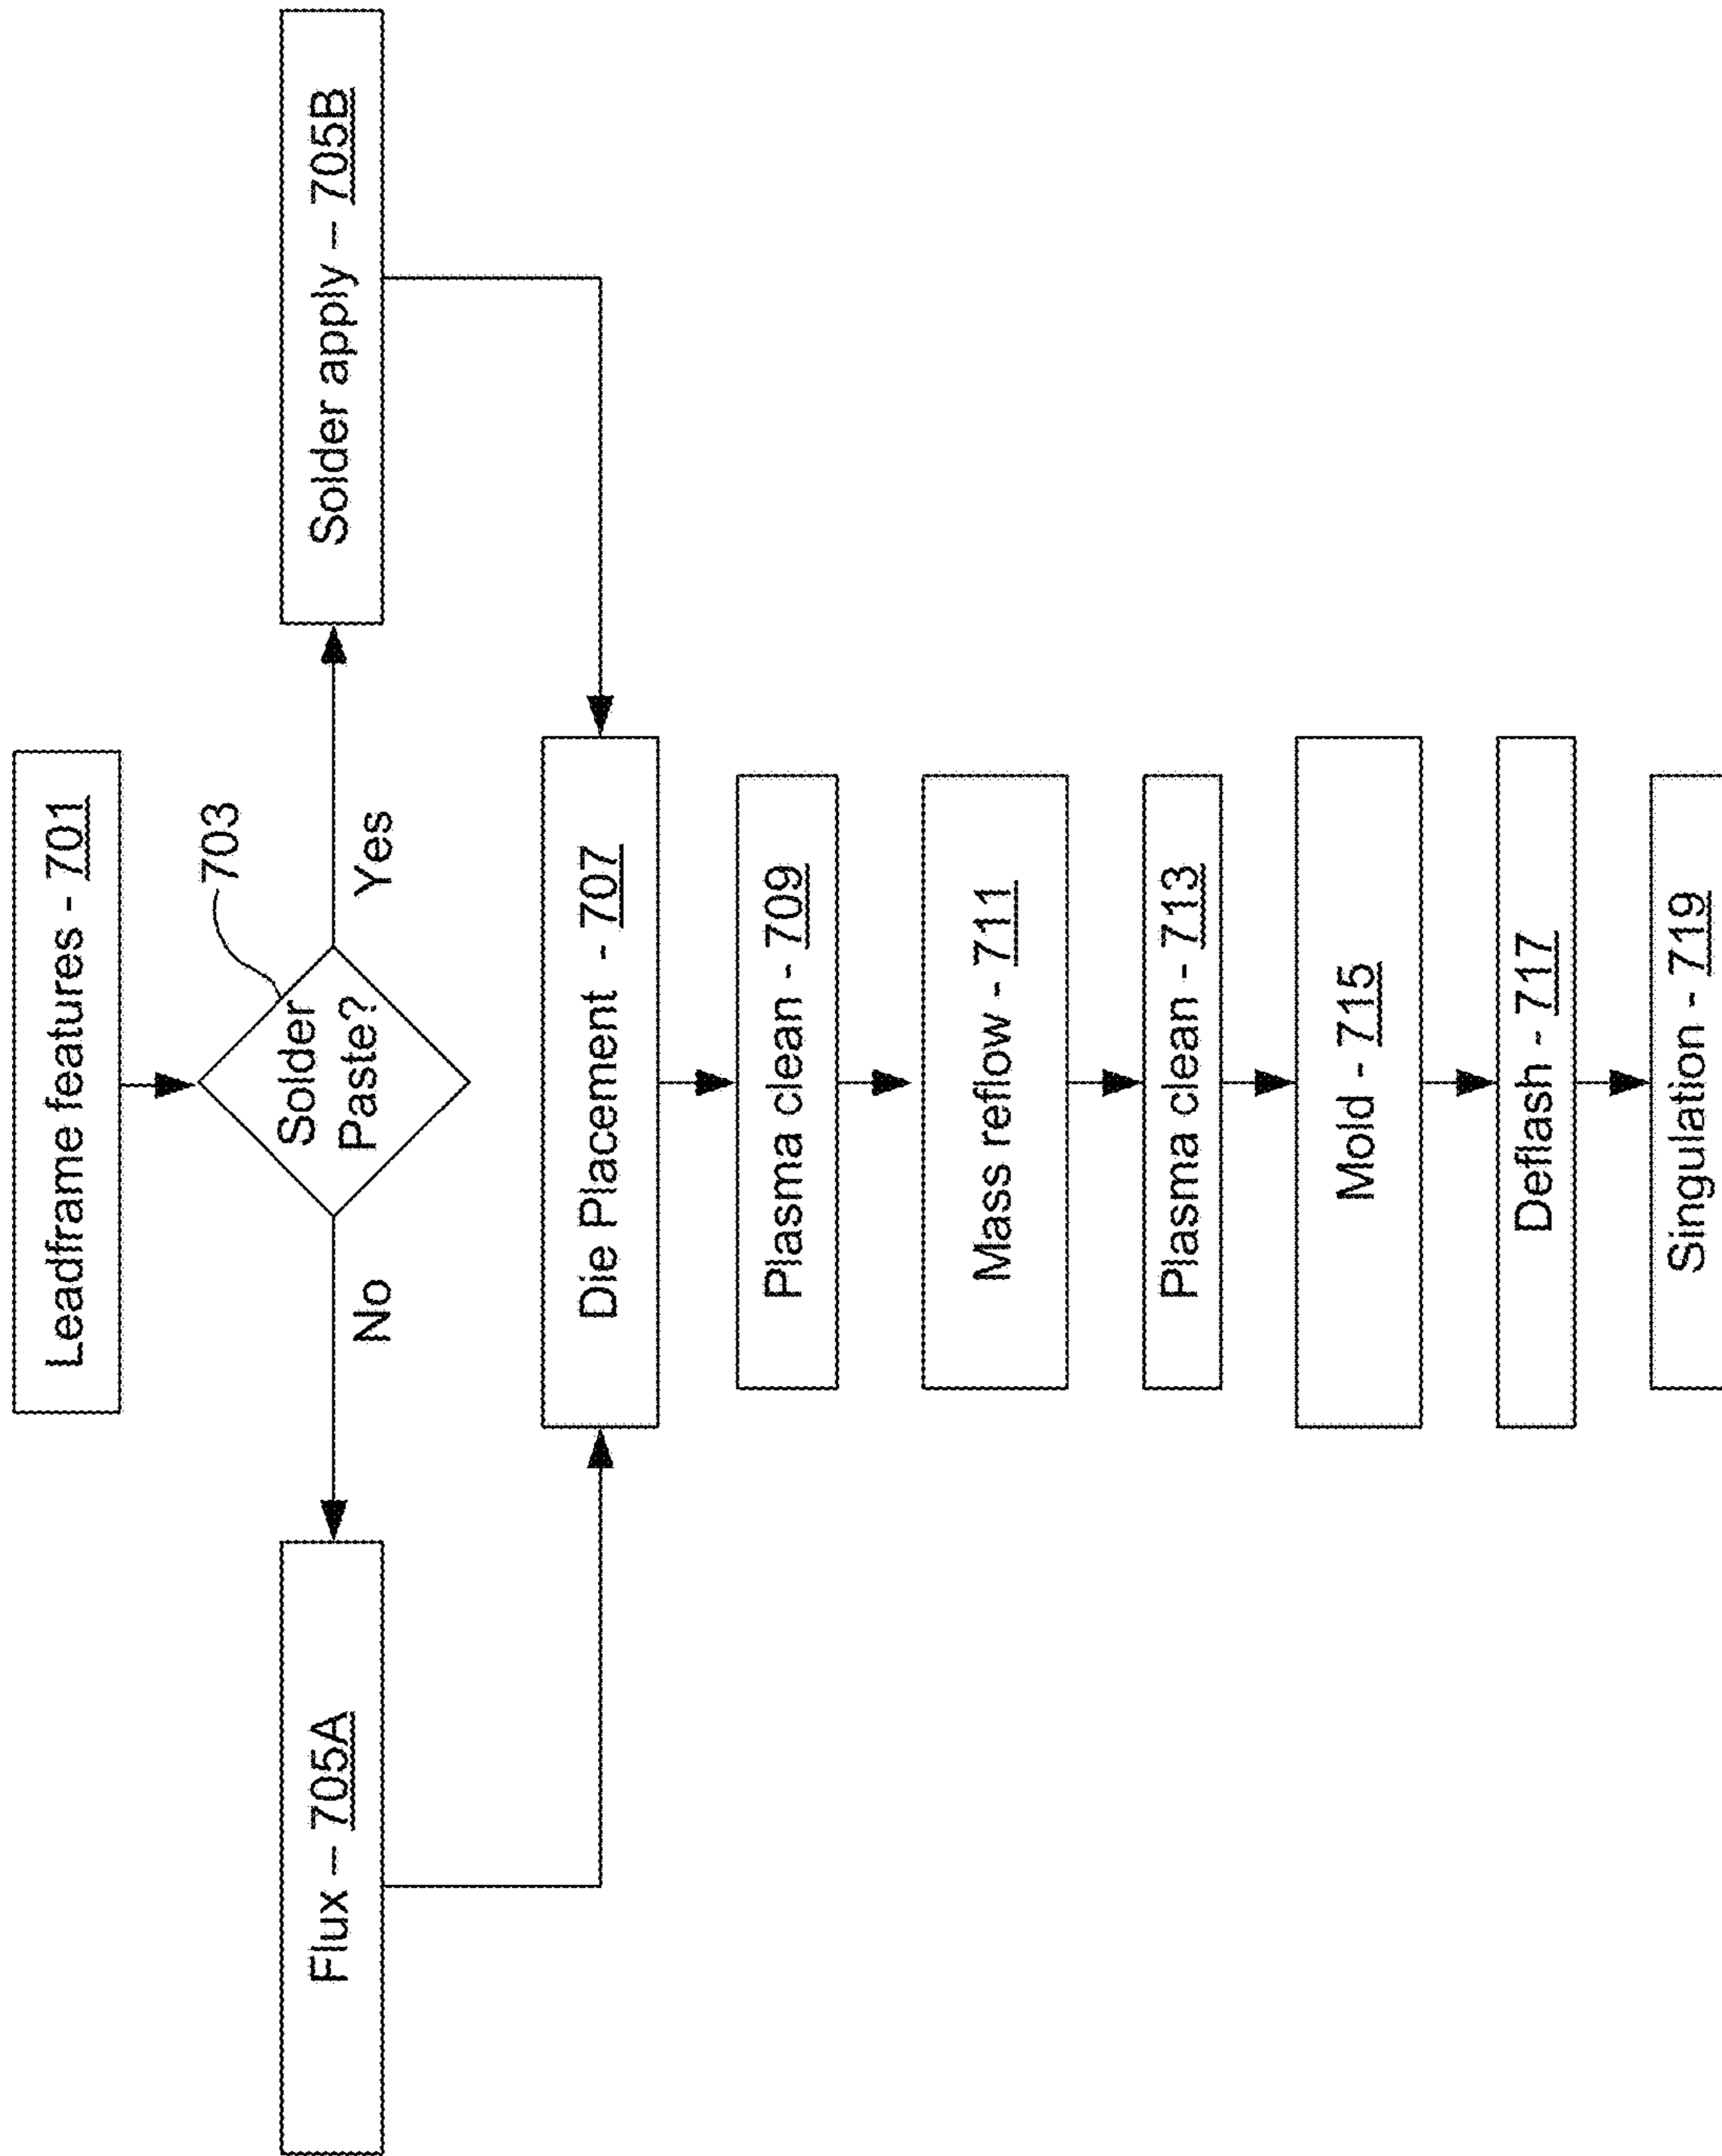 Leadframe features - 701
703
Solder
Paste?
No
Yes
Flux – 705A
Solder apply – 705B
Die Placement - 707
Plasma clean - 709
Mass reflow - 711
Plasma clean - 713
Mold - 715
Deflash - 717
Singulation - 719